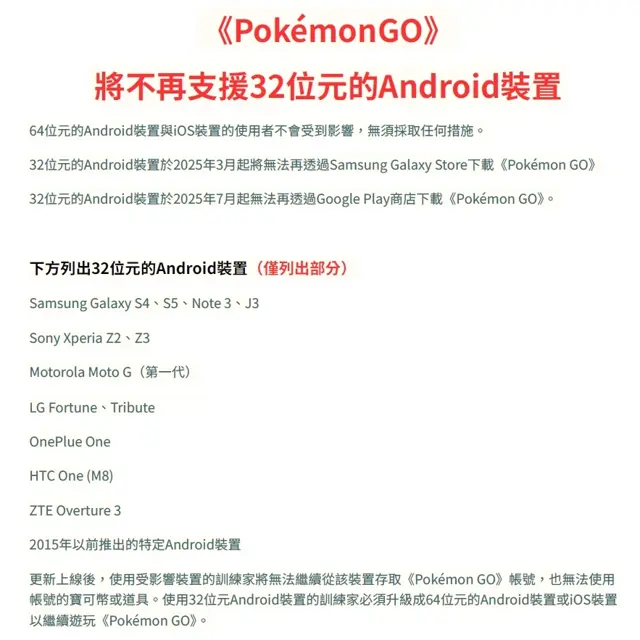 《PokémonGO》
將不再支援32位元的Android裝置
64位元的Android裝置與iOS裝置的使用者不會受到影響，無須採取任何措施。
32位元的Android裝置於2025年3月起將無法再透過Samsung Galaxy Store下載《Pokémon GO》
32位元的Android裝置於2025年7月起無法再透過Google Play商店下載《Pokémon GO》。
下方列出32位元的Android裝置（僅列出部分）
Samsung Galaxy S4、S5、Note 3、J3
Sony Xperia Z2、Z3
Motorola Moto G（第一代）
LG Fortune、Tribute
OnePlue One
HTC One (M8)
ZTE Overture 3
2015年以前推出的特定Android裝置
更新上線後，使用受影響裝置的訓練家將無法繼續從該裝置存取《Pokémon GO》帳號，也無法使用
帳號的寶可幣或道具。使用32位元Android裝置的訓練家必須升級成64位元的Android裝置或iOS裝置
以繼續遊玩《Pokémon GO》。